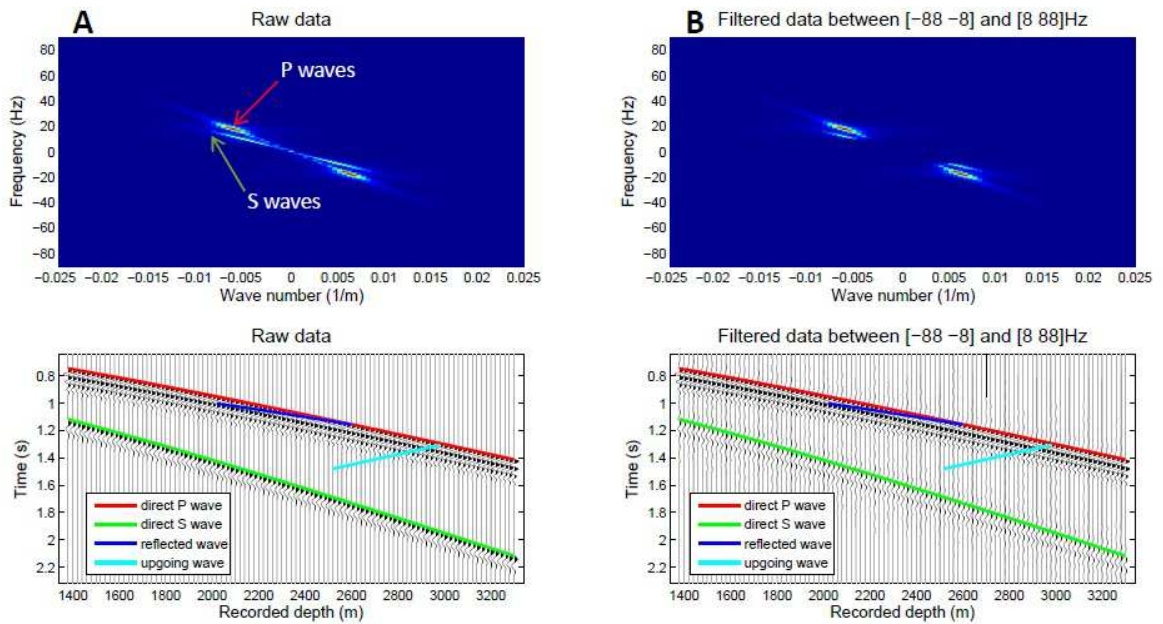 A
Raw data
80
60
40
20
0
−20
−40
−60
−80
Frequency (Hz)
P waves
S waves
−0.025 −0.02 −0.015 −0.01 −0.005 0 0.005 0.01 0.015 0.02 0.025
Wave number (1/m)
B
Filtered data between [−88 −8] and [8 88]Hz
80
60
40
20
0
−20
−40
−60
−80
Frequency (Hz)
−0.025 −0.02 −0.015 −0.01 −0.005 0 0.005 0.01 0.015 0.02 0.025
Wave number (1/m)
Raw data
0.8
1
1.2
1.4
1.6
1.8
2
2.2
Time (s)
direct P wave
direct S wave
reflected wave
upgoing wave
1400 1600 1800 2000 2200 2400 2600 2800 3000 3200
Recorded depth (m)
Filtered data between [−88 −8] and [8 88]Hz
0.8
1
1.2
1.4
1.6
1.8
2
2.2
Time (s)
direct P wave
direct S wave
reflected wave
upgoing wave
1400 1600 1800 2000 2200 2400 2600 2800 3000 3200
Recorded depth (m)